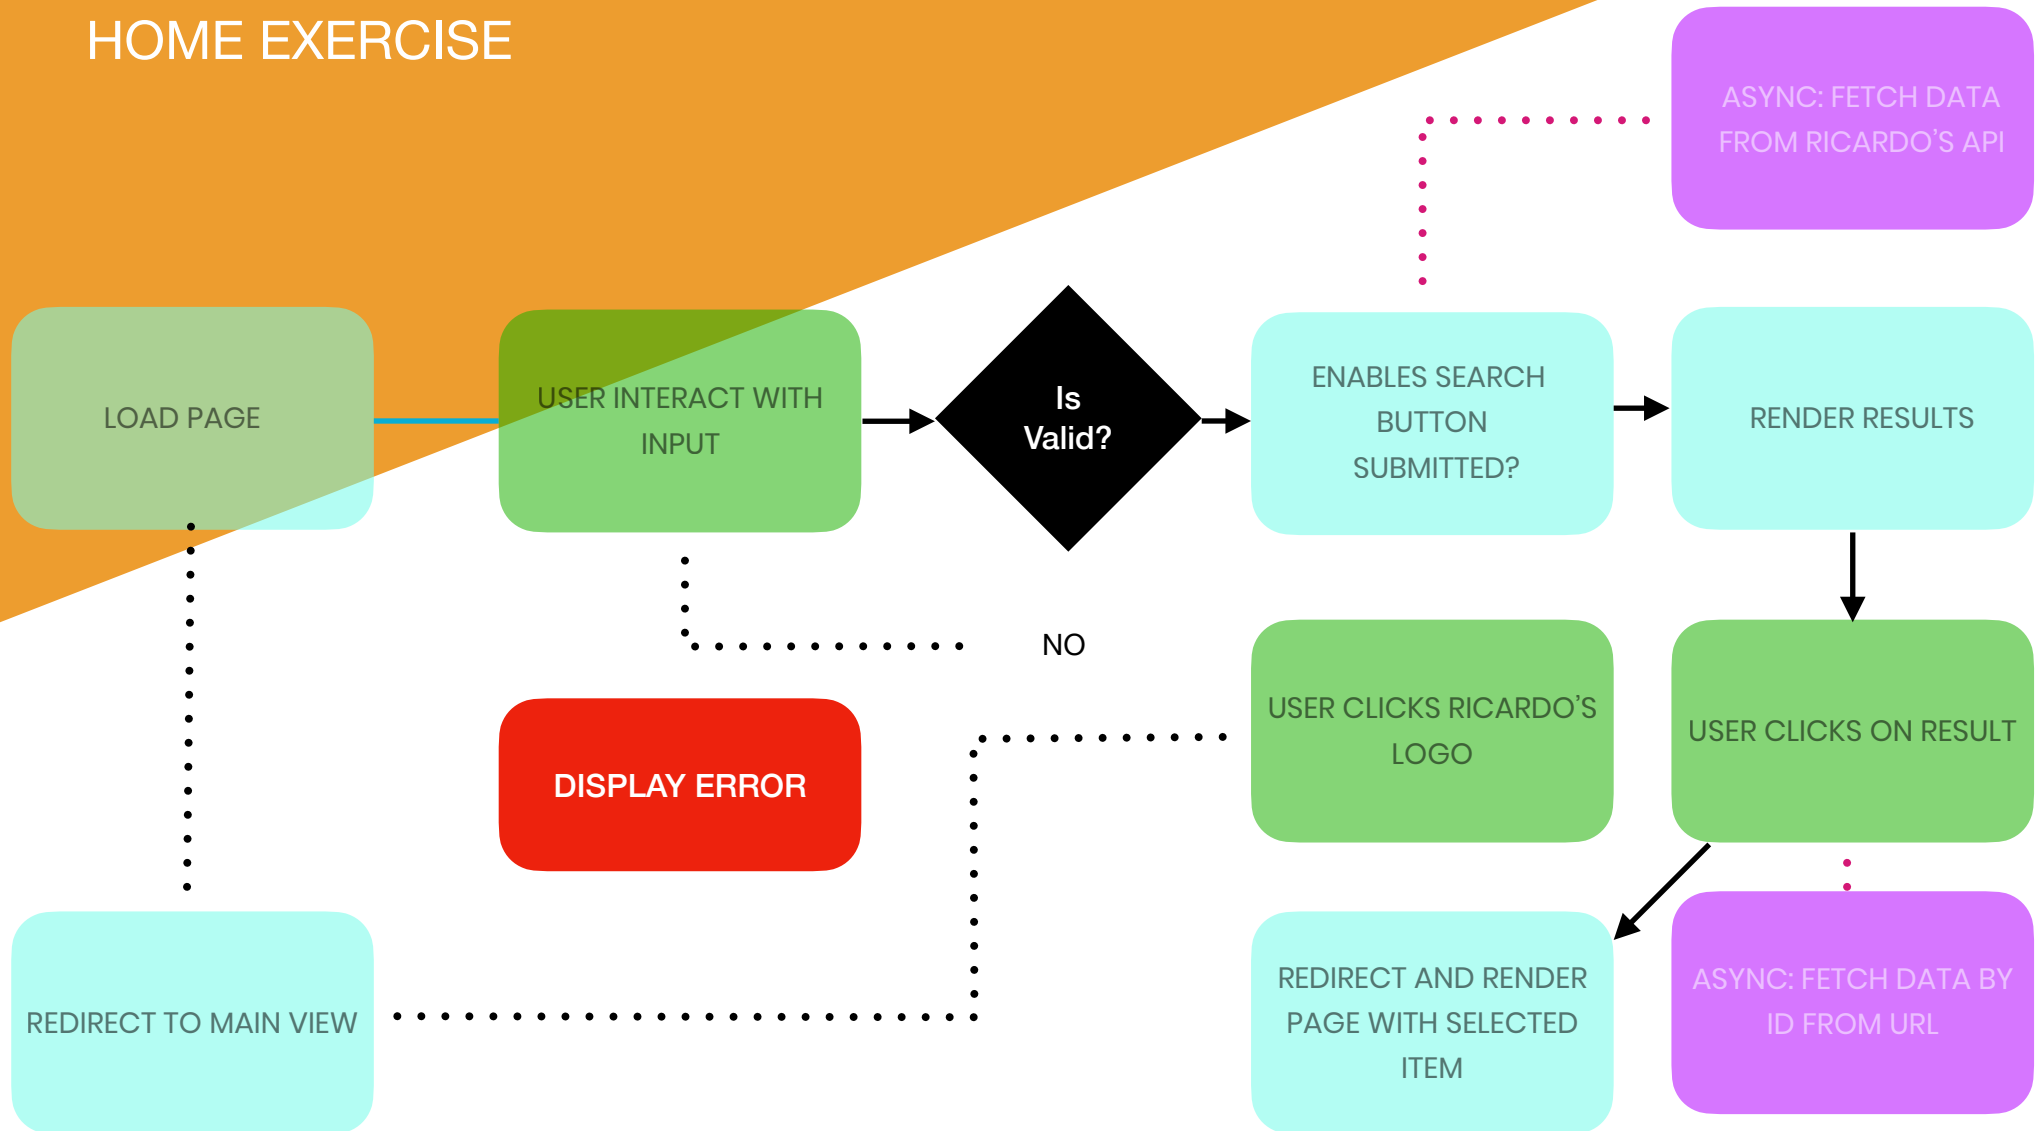 HOME EXERCISE
ASYNC: FETCH DATA
FROM RICARDO'S API
LOAD PAGE
USER INTERACT WITH
INPUT
Is
Valid?
ENABLES SEARCH
BUTTON
SUBMITTED?
RENDER RESULTS
NO
DISPLAY ERROR
USER CLICKS RICARDO'S
LOGO
USER CLICKS ON RESULT
REDIRECT TO MAIN VIEW
REDIRECT AND RENDER
PAGE WITH SELECTED
ITEM
ASYNC: FETCH DATA BY
ID FROM URL